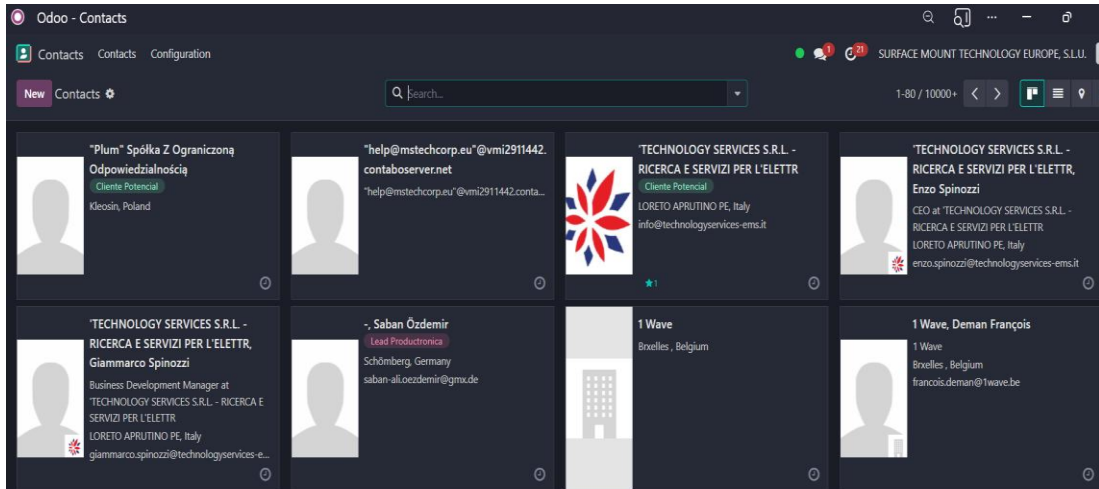 Odoo - Contacts
Contacts Contacts Configuration
1 21 SURFACE MOUNT TECHNOLOGY EUROPE, S.L.U.
New Contacts
Search...
1-80 / 10000+
"Plum" Spółka Z Ograniczoną
Odpowiedzialnością
Cliente Potencial
Kleosin, Poland
"help@mstechcorp.eu"@vmi2911442.
contaboserver.net
"help@mstechcorp.eu"@vmi2911442.conta...
'TECHNOLOGY SERVICES S.R.L. -
RICERCA E SERVIZI PER L'ELETTR
Cliente Potencial
LORETO APRUTINO PE, Italy
info@technologyservices-ems.it
1
'TECHNOLOGY SERVICES S.R.L. -
RICERCA E SERVIZI PER L'ELETTR,
Enzo Spinozzi
CEO at 'TECHNOLOGY SERVICES S.R.L. -
RICERCA E SERVIZI PER L'ELETTR
LORETO APRUTINO PE, Italy
enzo.spinozzi@technologyservices-ems.it
'TECHNOLOGY SERVICES S.R.L. -
RICERCA E SERVIZI PER L'ELETTR,
Giammarco Spinozzi
Business Development Manager at
'TECHNOLOGY SERVICES S.R.L. - RICERCA E
SERVIZI PER L'ELETTR
LORETO APRUTINO PE, Italy
giammarco.spinozzi@technologyservices-e...
-, Saban Özdemir
Lead Productronica
Schömberg, Germany
saban-ali.oezdemir@gmx.de
1 Wave
Brxelles , Belgium
1 Wave, Deman François
1 Wave
Brxelles , Belgium
francois.deman@1wave.be